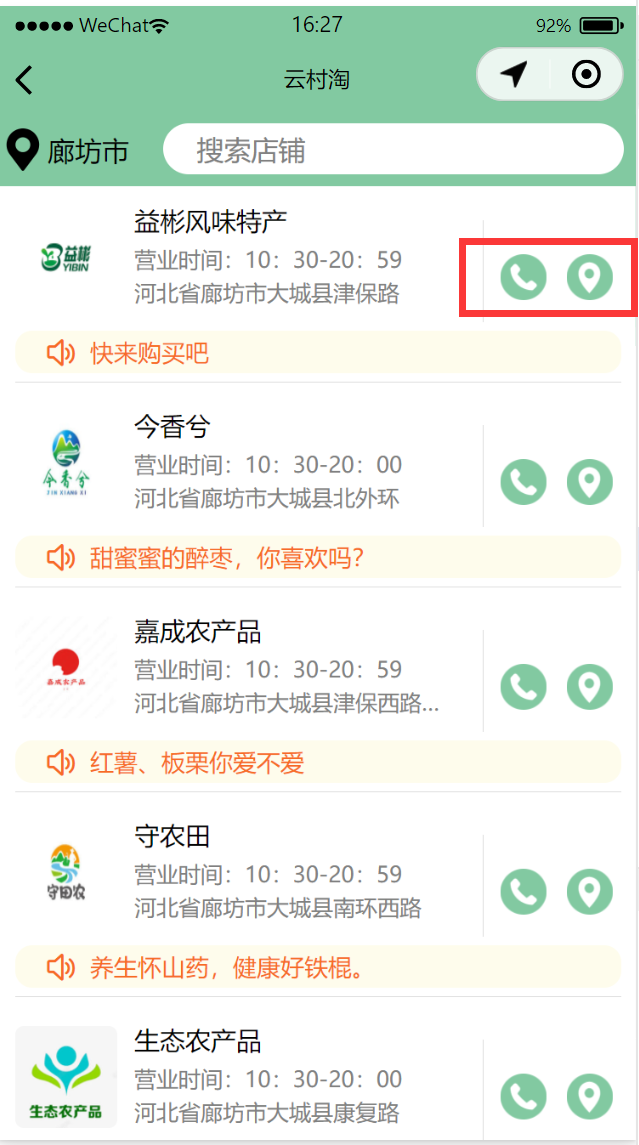 WeChat 16:27 92%
云村淘
廊坊市 搜索店铺
益彬风味特产
益彬
YIBIN
营业时间：10：30-20：59
河北省廊坊市大城县津保路
快来购买吧
今香兮
今香兮
JIN XIANG XI
营业时间：10：30-20：00
河北省廊坊市大城县北外环
甜蜜蜜的醉枣，你喜欢吗？
嘉成农产品
嘉成农产品
营业时间：10：30-20：59
河北省廊坊市大城县津保西路...
红薯、板栗你爱不爱
守农田
守田农
营业时间：10：30-20：59
河北省廊坊市大城县南环西路
养生怀山药，健康好铁棍。
生态农产品
营业时间：10：30-20：00
生态农产品
河北省廊坊市大城县康复路